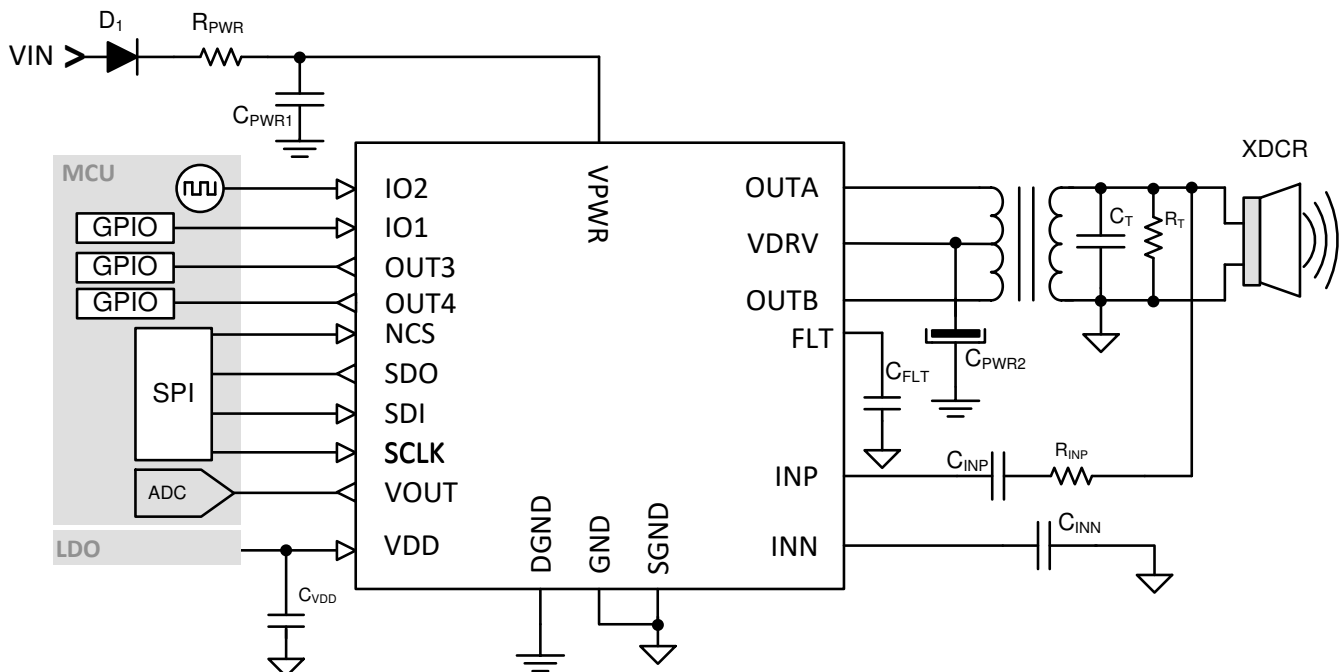 D1
RPWR
VIN
CPWR1
MCU
GPIO
GPIO
GPIO
SPI
ADC
LDO
CVDD
IO2
IO1
OUT3
OUT4
NCS
SDO
SDI
SCLK
VOUT
VDD
VPWR
DGND
GND
SGND
OUTA
VDRV
OUTB
FLT
INP
INN
CFLT
CPWR2
CT
RT
XDCR
CINP
RINP
CINN